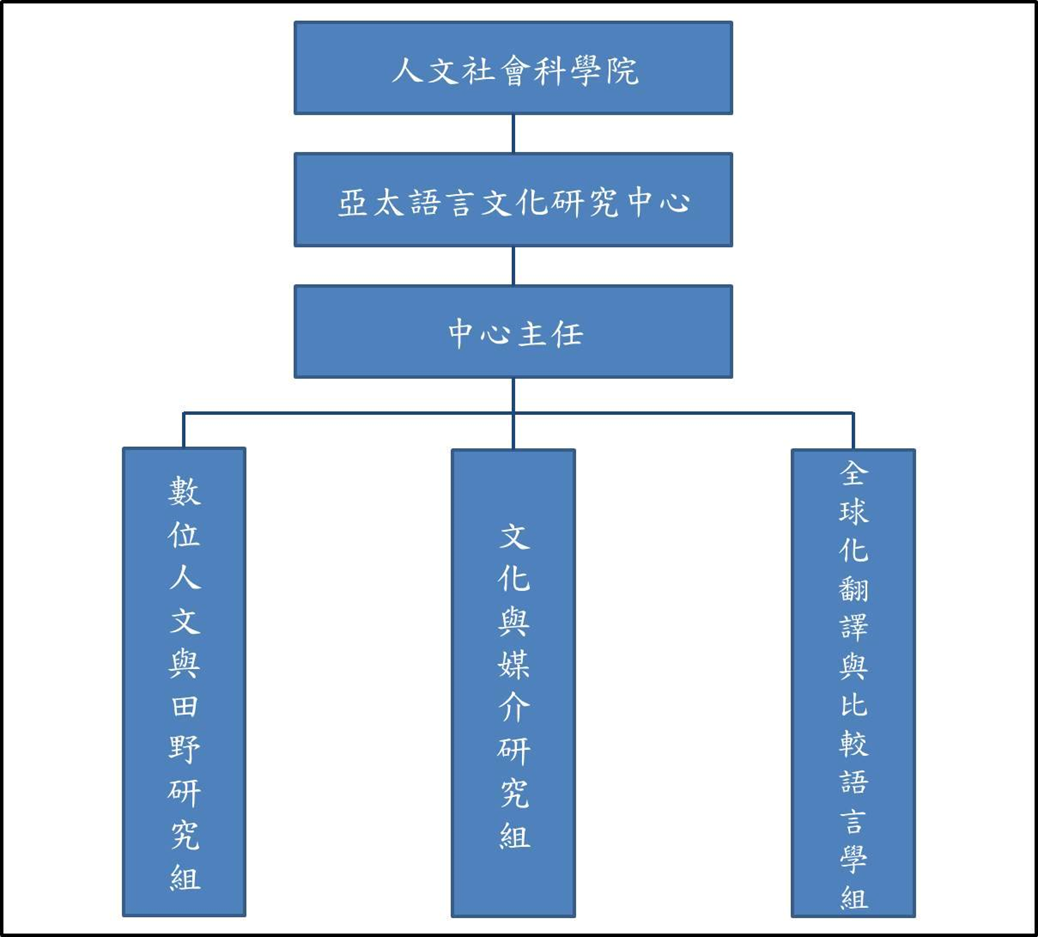 人文社會科學院
亞太語言文化研究中心
中心主任
數位人文與田野研究組
文化與媒介研究組
全球化翻譯與比較語言學組